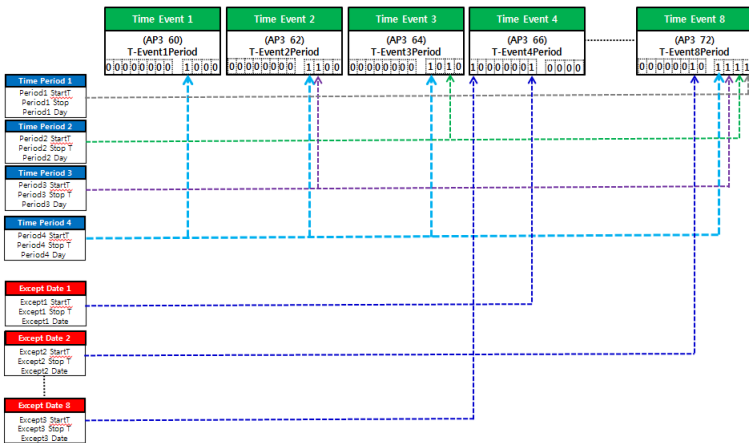 Time Event 1
Time Event 2
Time Event 3
Time Event 4
Time Event 8
(AP3 60)
T-Event1Period
00000000 1000
(AP3 62)
T-Event2Period
00000000 1100
(AP3 64)
T-Event3Period
00000000 1010
(AP3 66)
T-Event4Period
10000001 0000
(AP3 72)
T-Event8Period
00000010 1111
Time Period 1
Period1 StartT
Period1 Stop
Period1 Day
Time Period 2
Period2 StartT
Period2 Stop T
Period2 Day
Time Period 3
Period3 StartT
Period3 Stop T
Period3 Day
Time Period 4
Period4 StartT
Period4 Stop T
Period4 Day
Except Date 1
Except1 StartT
Except1 Stop T
Except1 Date
Except Date 2
Except2 StartT
Except2 Stop T
Except2 Date
Except Date 8
Except3 StartT
Except3 Stop T
Except3 Date